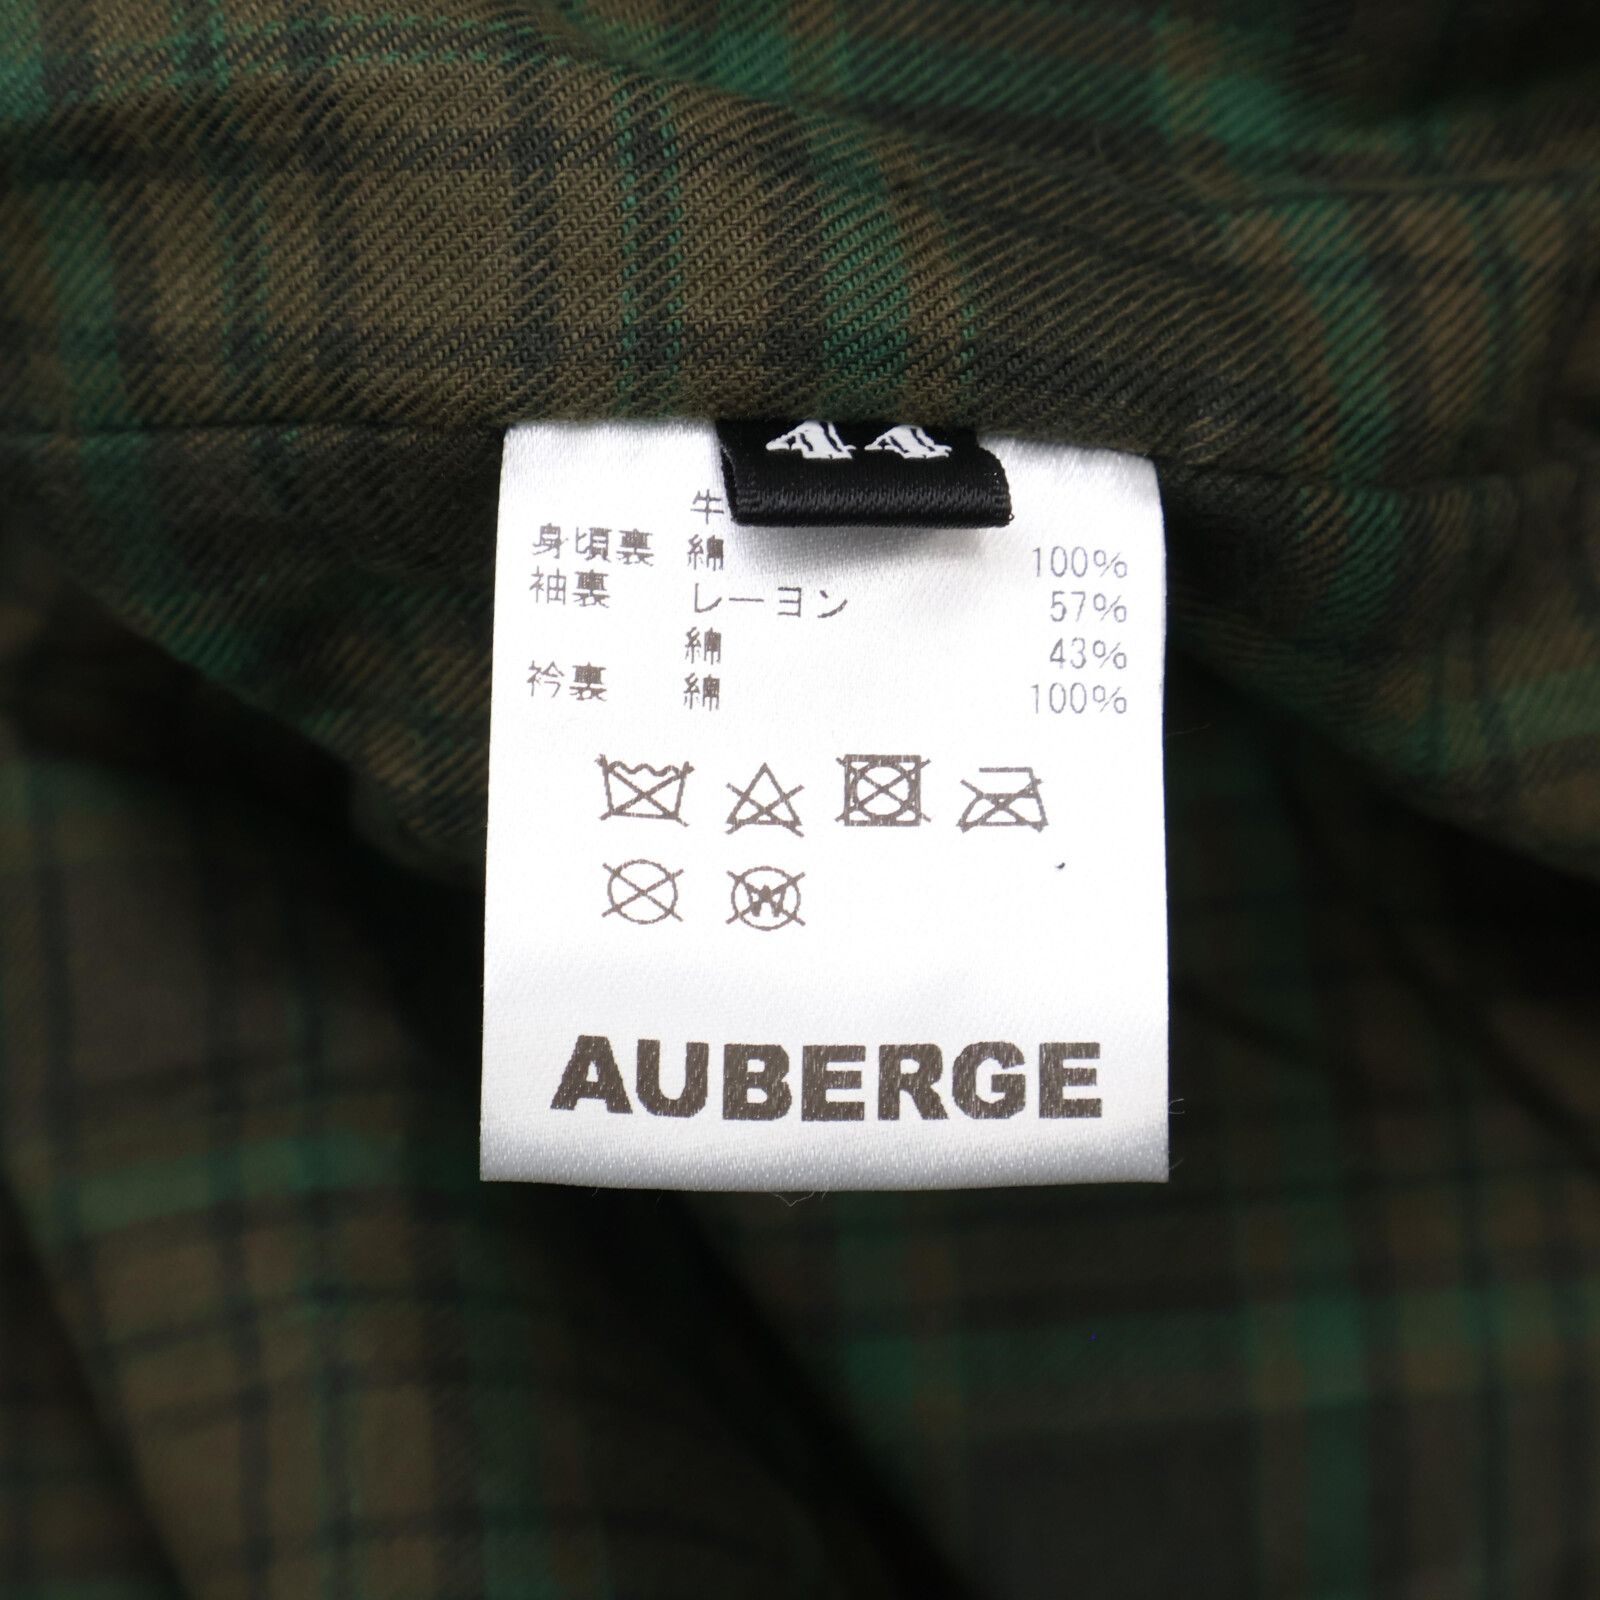 44
牛
身頃裏 綿 100%
袖裏 レーヨン 57%
綿 43%
衿裏 綿 100%
W
AUBERGE